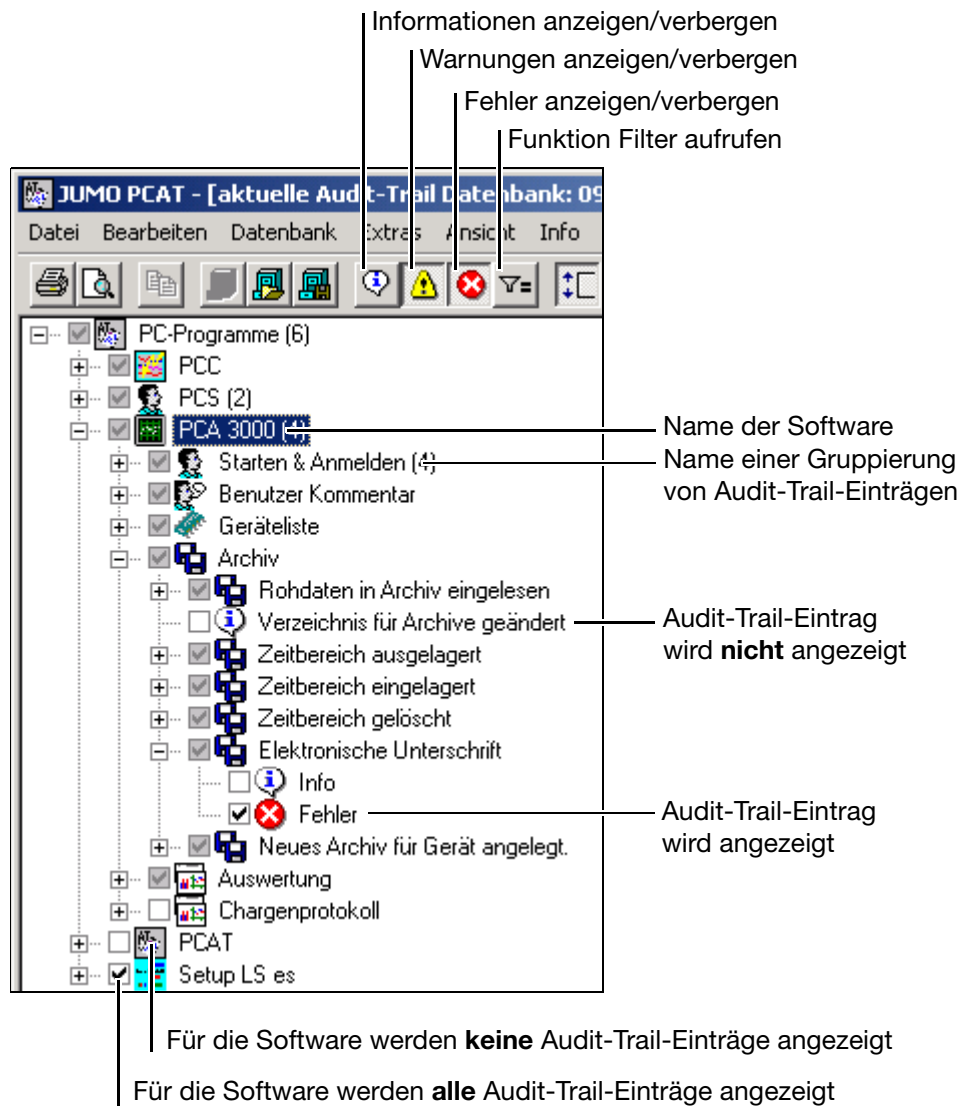 Informationen anzeigen/verbergen
Warnungen anzeigen/verbergen
Fehler anzeigen/verbergen
Funktion Filter aufrufen
JUMO PCAT - [aktuelle Audit-Trail Datenbank: 09
Datei Bearbeiten Datenbank Extras Ansicht Info
PC-Programme (6)
PCC
PCS (2)
PCA 3000 (4)
Name der Software
Starten & Anmelden (4)
Name einer Gruppierung
von Audit-Trail-Einträgen
Benutzer Kommentar
Geräteliste
Archiv
Rohdaten in Archiv eingelesen
Verzeichnis für Archive geändert
Audit-Trail-Eintrag
wird nicht angezeigt
Zeitbereich ausgelagert
Zeitbereich eingelagert
Zeitbereich gelöscht
Elektronische Unterschrift
Info
Fehler
Audit-Trail-Eintrag
wird angezeigt
Neues Archiv für Gerät angelegt.
Auswertung
Chargenprotokoll
PCAT
Setup LS es
Für die Software werden keine Audit-Trail-Einträge angezeigt
Für die Software werden alle Audit-Trail-Einträge angezeigt